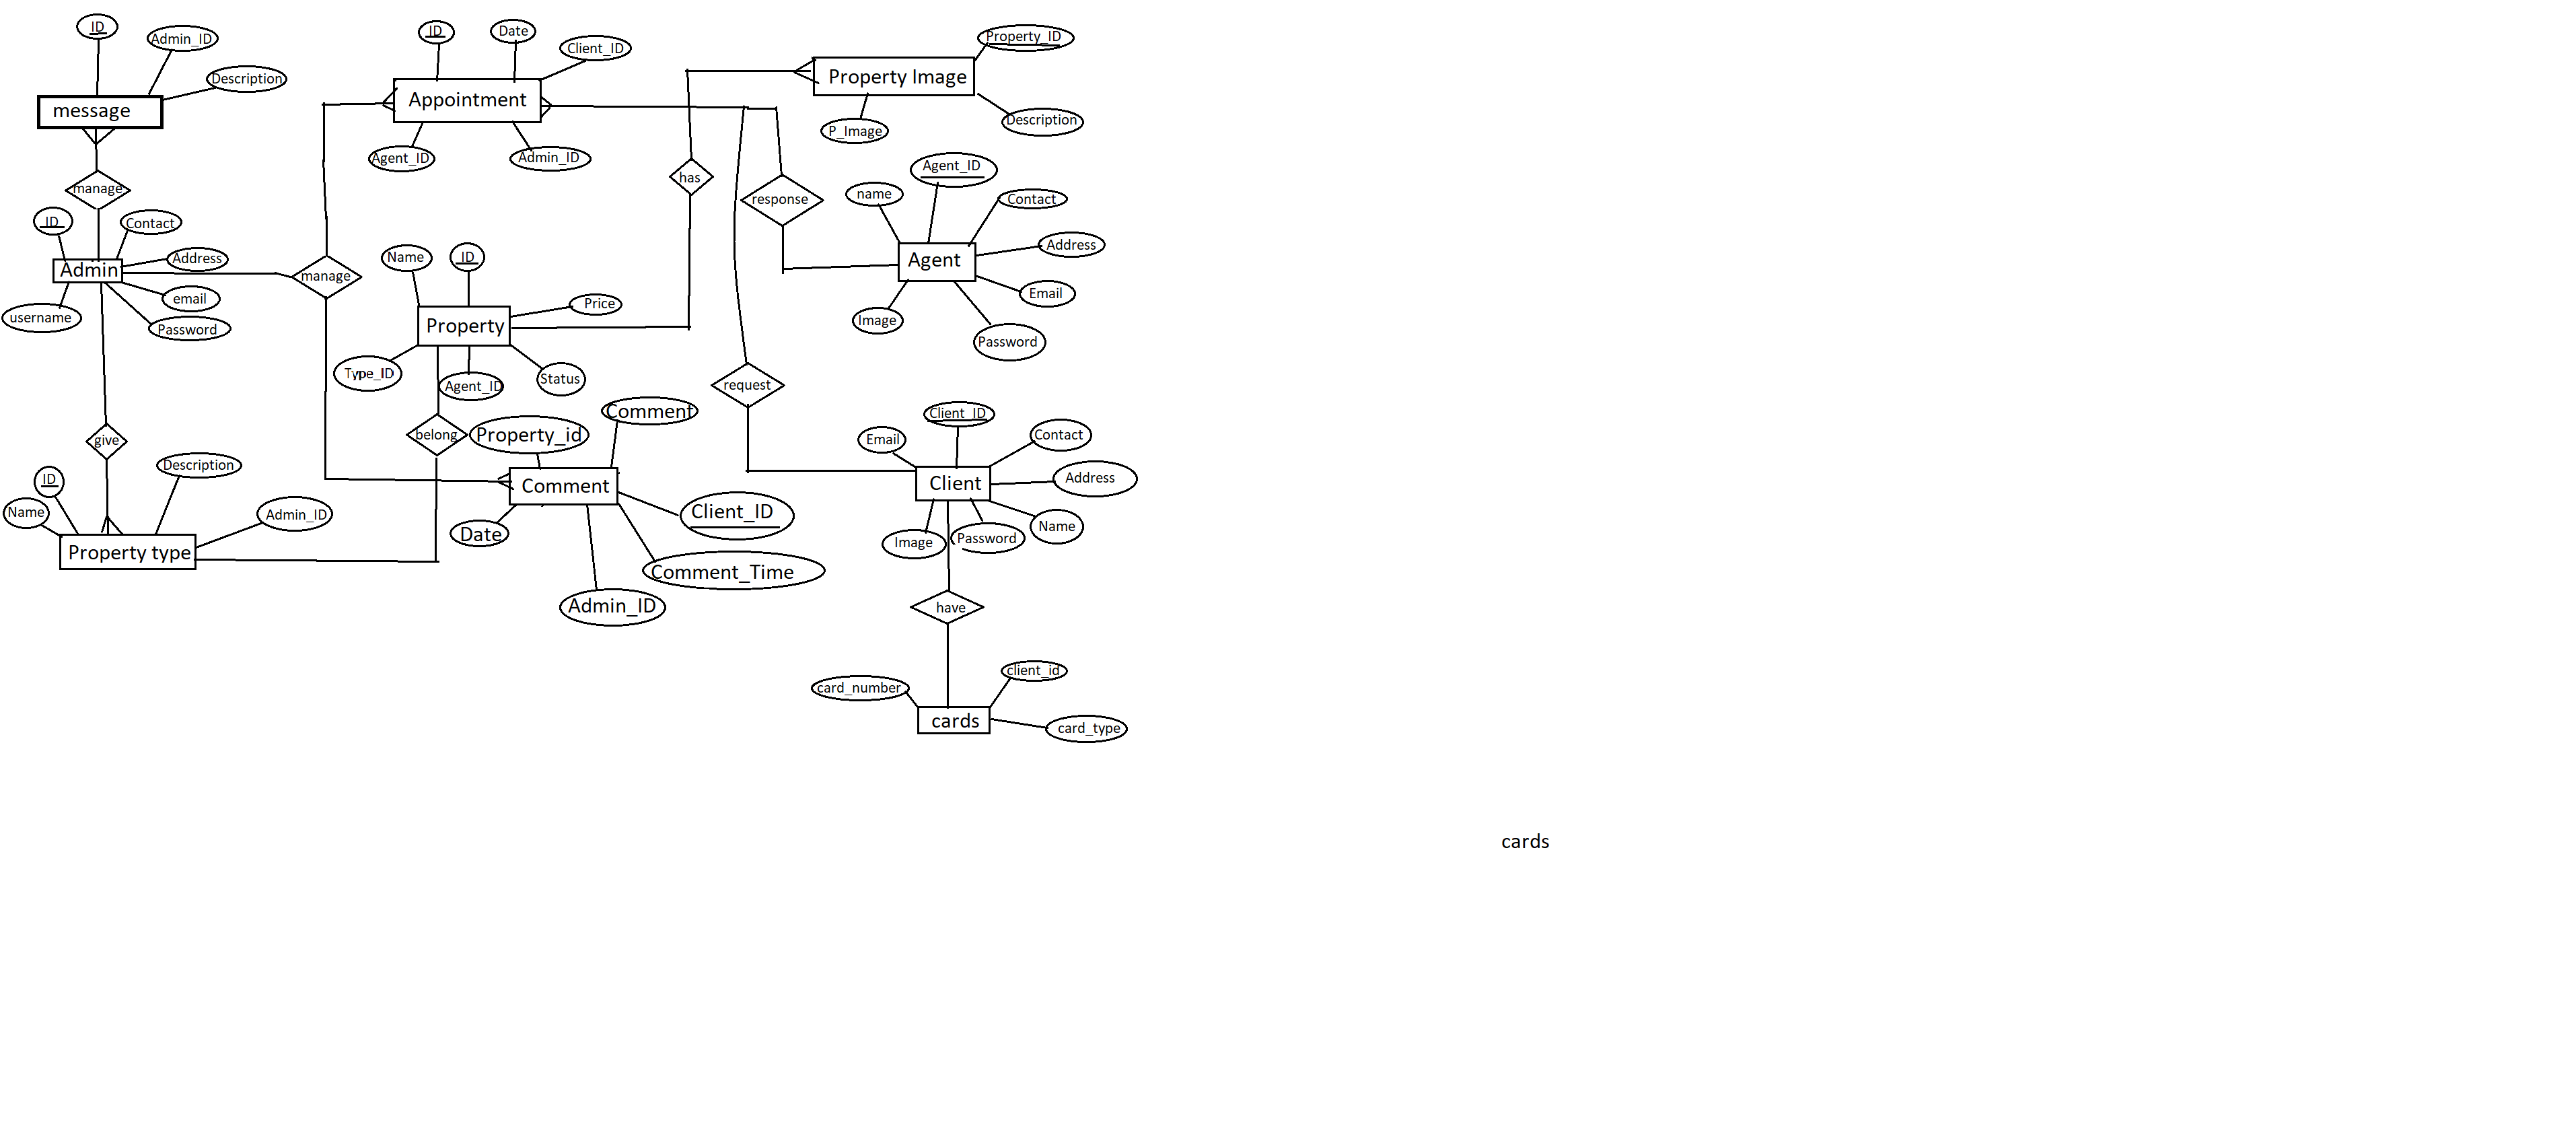 ID
Admin_ID
Description
message
manage
ID
Contact
Address
Admin
email
username
Password
give
ID
Description
Name
Admin_ID
Property type
ID
Date
Client_ID
Appointment
Agent_ID
Admin_ID
manage
Name
ID
Price
Property
Type_ID
Agent_ID
Status
belong
Property_id
Comment
Comment
Client_ID
Date
Comment_Time
Admin_ID
has
response
request
Property_ID
Property Image
P_Image
Description
Agent_ID
name
Contact
Address
Agent
Email
Image
Password
Client_ID
Email
Contact
Address
Client
Name
Image
Password
have
client_id
card_number
cards
card_type
cards